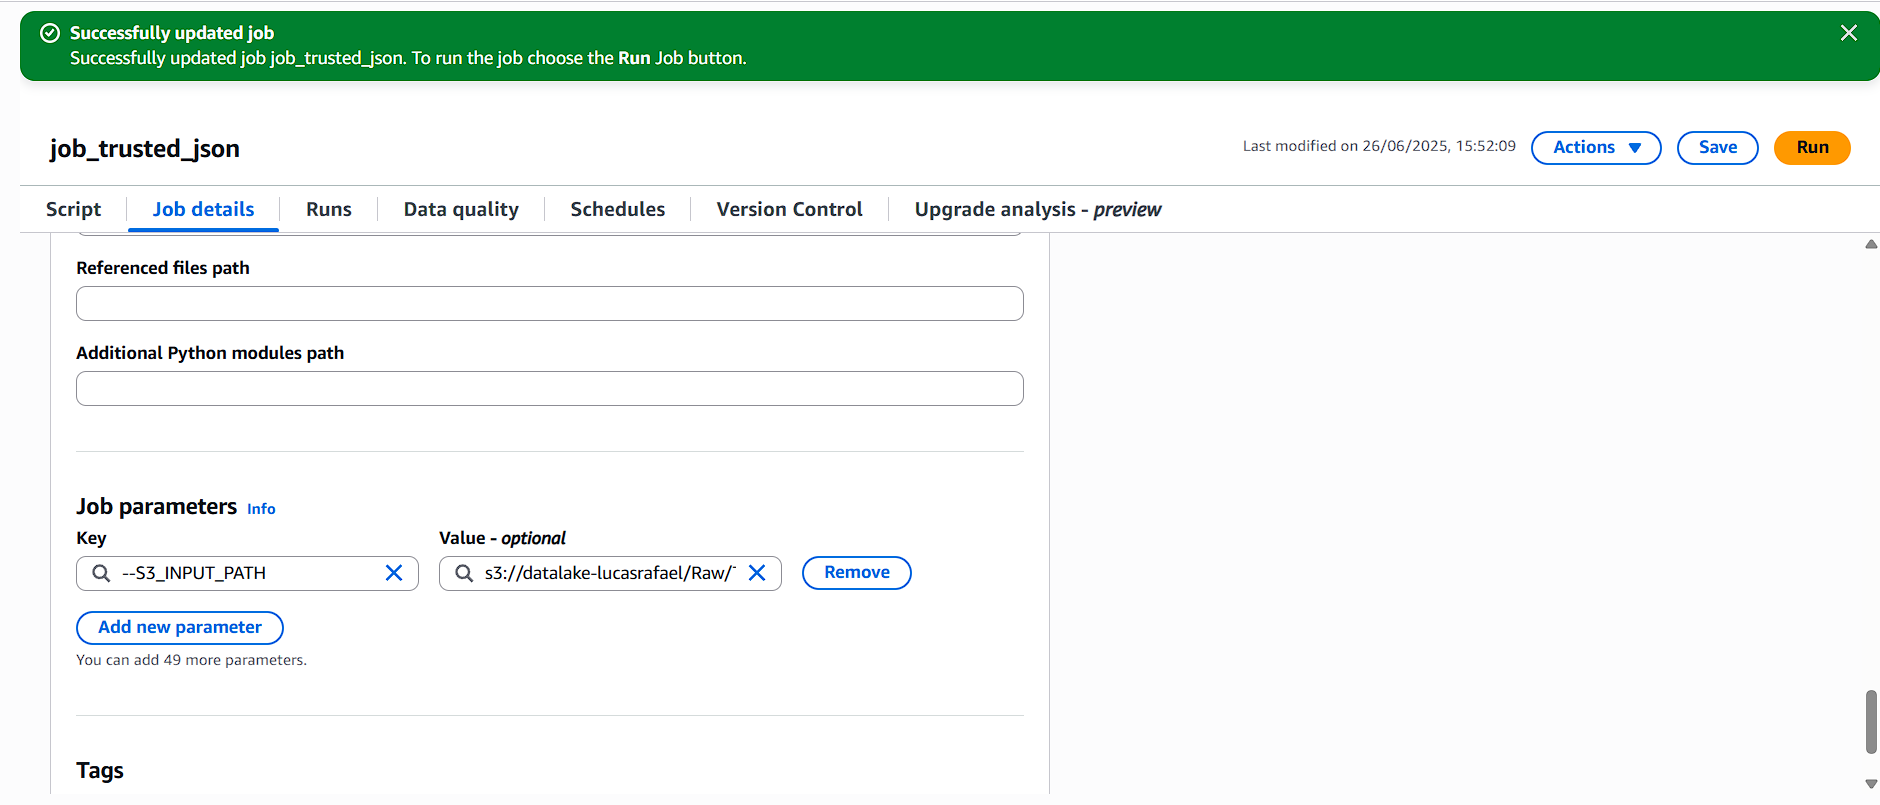 Successfully updated job
Successfully updated job job_trusted_json. To run the job choose the Run Job button.
job_trusted_json
Last modified on 26/06/2025, 15:52:09
Actions
Save
Run
Script
Job details
Runs
Data quality
Schedules
Version Control
Upgrade analysis - preview
Referenced files path
Additional Python modules path
Job parameters Info
Key
Value - optional
--S3_INPUT_PATH
s3://datalake-lucasrafael/Raw/
Remove
Add new parameter
You can add 49 more parameters.
Tags